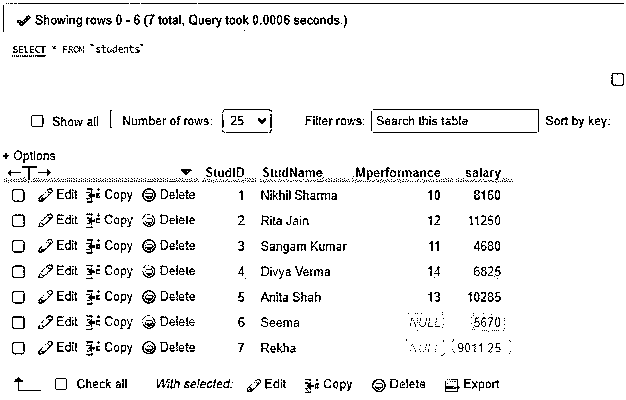 Showing rows 0 - 6 (7 total, Query took 0.0006 seconds.)
SELECT * FROM `students`
Show all Number of rows: 25 Filter rows: Search this table Sort by key:
+ Options
←T→ StudID StudName Mperformance salary
Edit Copy Delete 1 Nikhil Sharma 10 8160
Edit Copy Delete 2 Rita Jain 12 11250
Edit Copy Delete 3 Sangam Kumar 11 4680
Edit Copy Delete 4 Divya Verma 14 6825
Edit Copy Delete 5 Anita Shah 13 10285
Edit Copy Delete 6 Seema NULL 5670
Edit Copy Delete 7 Rekha NULL 9011.25
Check all With selected: Edit Copy Delete Export